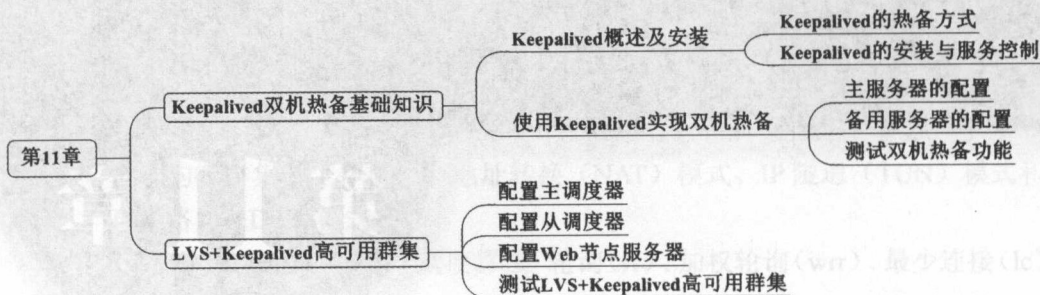 第11章
Keepalived双机热备基础知识
Keepalived概述及安装
Keepalived的热备方式
Keepalived的安装与服务控制
使用Keepalived实现双机热备
主服务器的配置
备用服务器的配置
测试双机热备功能
LVS+Keepalived高可用群集
配置主调度器
配置从调度器
配置Web节点服务器
测试LVS+Keepalived高可用群集